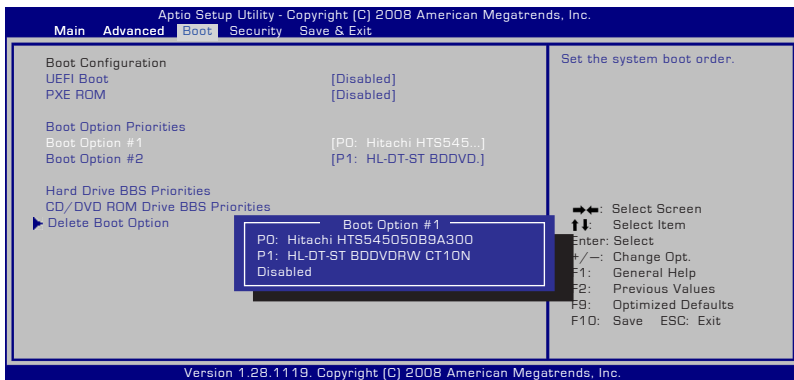 Aptio Setup Utility - Copyright (C) 2008 American Megatrends, Inc.
Main Advanced Boot Security Save & Exit
Boot Configuration
UEFI Boot [Disabled]
PXE ROM [Disabled]
Boot Option Priorities
Boot Option #1 [P0: Hitachi HTS545...]
Boot Option #2 [P1: HL-DT-ST BDDVD.]
Hard Drive BBS Priorities
CD/DVD ROM Drive BBS Priorities
Delete Boot Option
Boot Option #1
P0: Hitachi HTS545050B9A300
P1: HL-DT-ST BDDVDRW CT10N
Disabled
Set the system boot order.
→←: Select Screen
↑↓: Select Item
Enter: Select
+/—: Change Opt.
F1: General Help
F2: Previous Values
F9: Optimized Defaults
F10: Save ESC: Exit
Version 1.28.1119. Copyright (C) 2008 American Megatrends, Inc.